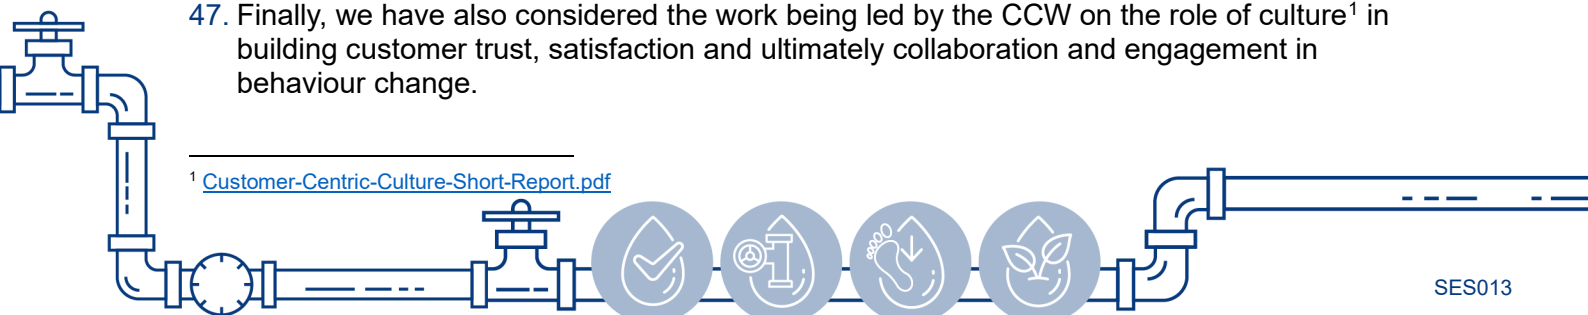 47. Finally, we have also considered the work being led by the CCW on the role of culture¹ in
building customer trust, satisfaction and ultimately collaboration and engagement in
behaviour change.
¹ Customer-Centric-Culture-Short-Report.pdf
SES013